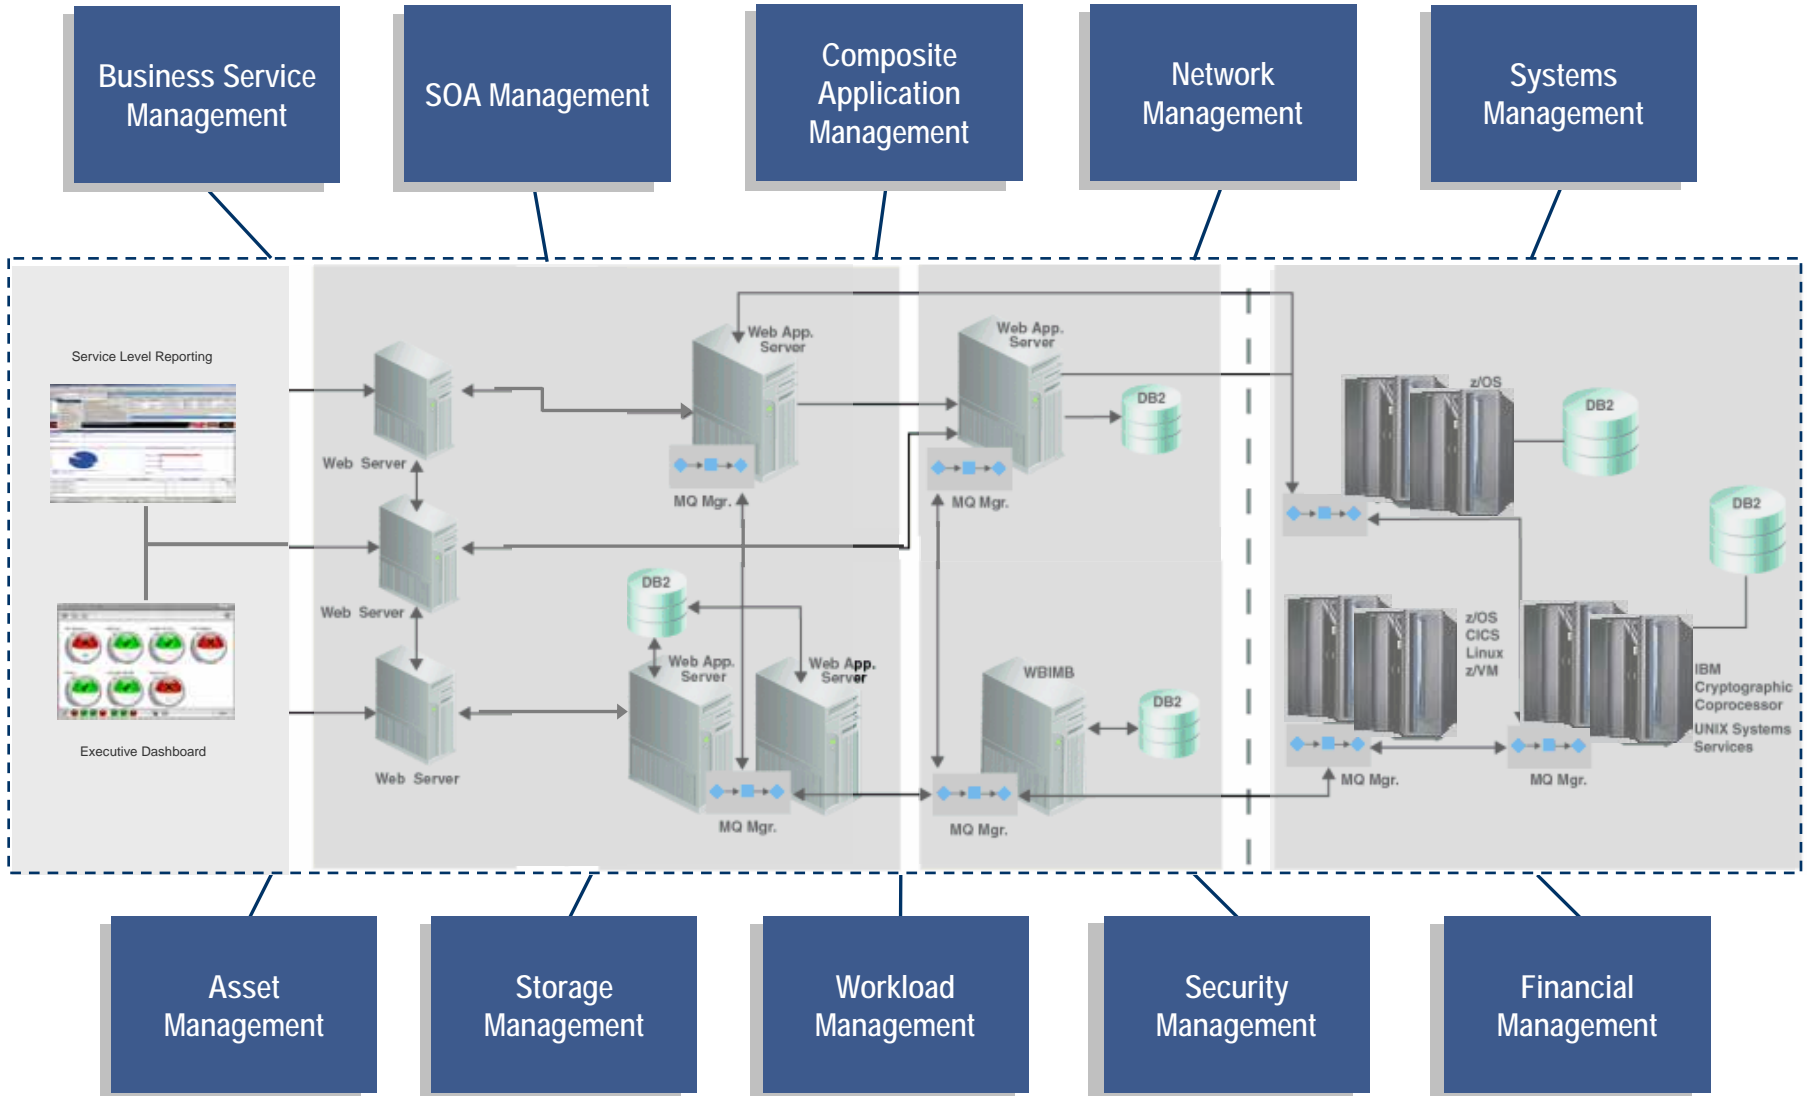 Business Service
Management
SOA Management
Composite
Application
Management
Network
Management
Systems
Management
Service Level Reporting
Executive Dashboard
Web Server
Web Server
Web Server
Web App.
Server
MQ Mgr.
DB2
Web App.
Server
Web App.
Server
MQ Mgr.
Web App.
Server
DB2
MQ Mgr.
WBIMB
DB2
MQ Mgr.
z/OS
DB2
DB2
z/OS
CICS
Linux
z/VM
MQ Mgr.
IBM
Cryptographic
Coprocessor
UNIX Systems
Services
MQ Mgr.
Asset
Management
Storage
Management
Workload
Management
Security
Management
Financial
Management